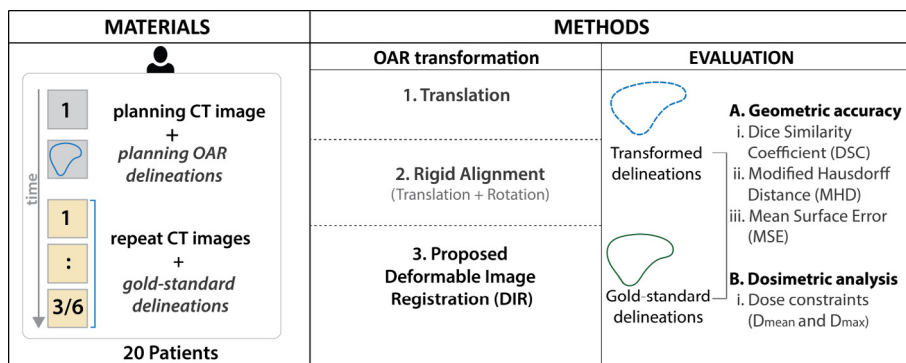 MATERIALS
time
1
planning CT image
+
planning OAR
delineations
1
:
3/6
repeat CT images
+
gold-standard
delineations
20 Patients
METHODS
OAR transformation
1. Translation
2. Rigid Alignment
(Translation + Rotation)
3. Proposed
Deformable Image
Registration (DIR)
EVALUATION
Transformed
delineations
Gold-standard
delineations
A. Geometric accuracy
i. Dice Similarity
Coefficient (DSC)
ii. Modified Hausdorff
Distance (MHD)
iii. Mean Surface Error
(MSE)
B. Dosimetric analysis
i. Dose constraints
(Dmean and Dmax)